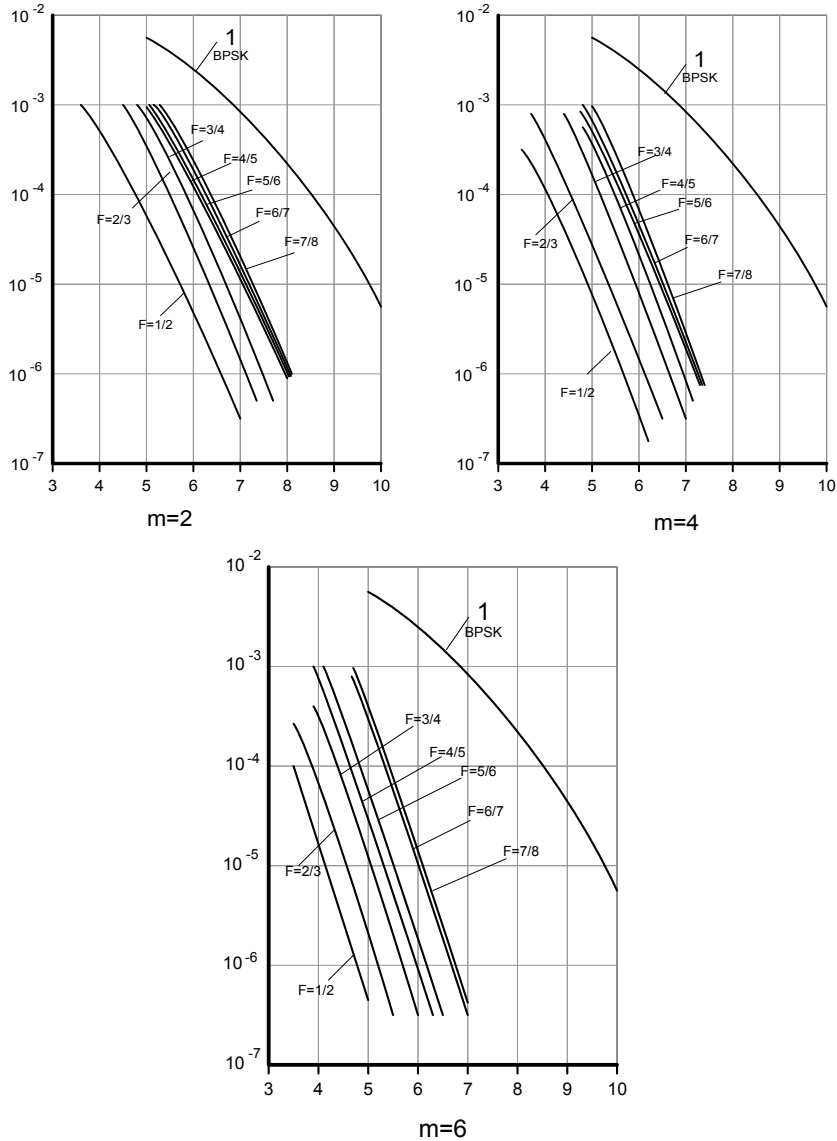 10 -2
10 -3
10 -4
10 -5
10 -6
10 -7
1
BPSK
F=3/4
F=4/5
F=5/6
F=2/3
F=6/7
F=7/8
F=1/2
3 4 5 6 7 8 9 10
m=2
10 -2
10 -3
10 -4
10 -5
10 -6
10 -7
1
BPSK
F=3/4
F=4/5
F=5/6
F=2/3
F=6/7
F=7/8
F=1/2
3 4 5 6 7 8 9 10
m=4
10 -2
10 -3
10 -4
10 -5
10 -6
10 -7
1
BPSK
F=3/4
F=4/5
F=5/6
F=6/7
F=7/8
F=2/3
F=1/2
3 4 5 6 7 8 9 10
m=6